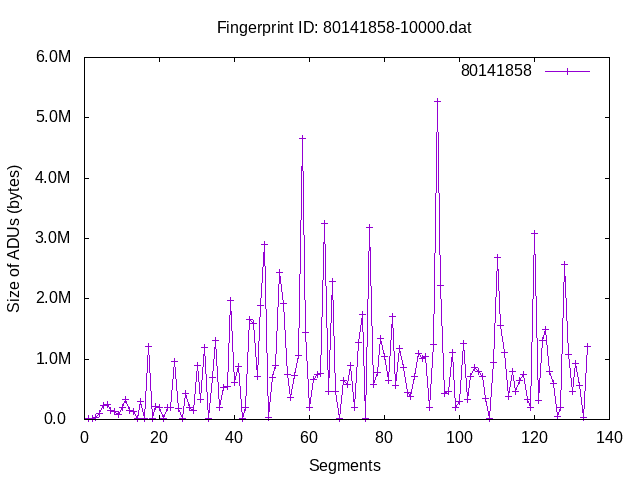 Fingerprint ID: 80141858-10000.dat
6.0M
80141858
5.0M
4.0M
3.0M
2.0M
1.0M
0.0
Size of ADUs (bytes)
0 20 40 60 80 100 120 140
Segments